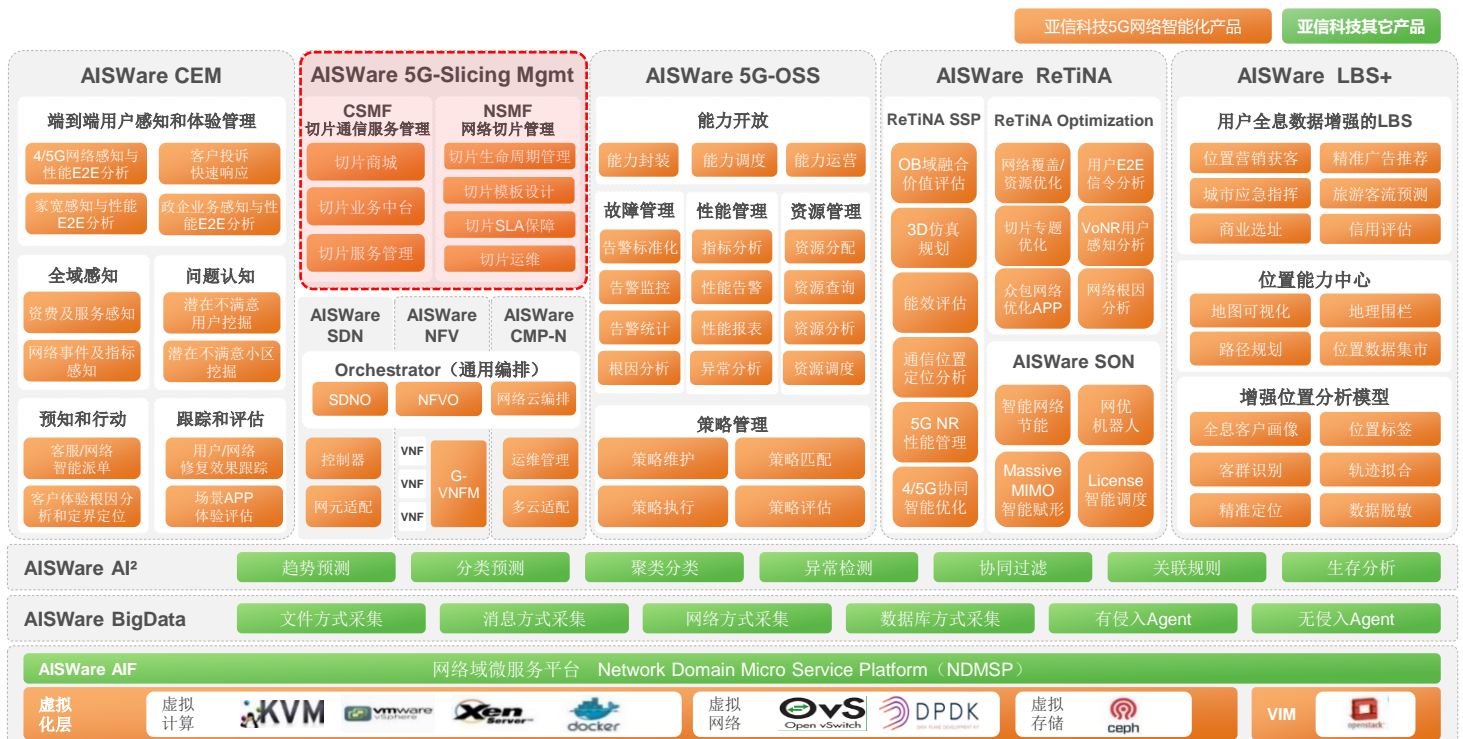 亚信科技5G网络智能化产品
亚信科技其它产品
AISWare CEM
端到端用户感知和体验管理
4/5G网络感知与
性能E2E分析
客户投诉
快速响应
家宽感知与性能
E2E分析
政企业务感知与性
能E2E分析
全域感知
资费及服务感知
网络事件及指标
感知
问题认知
潜在不满意
用户挖掘
潜在不满意小区
挖掘
预知和行动
客服/网络
智能派单
客户体验根因分
析和定界定位
跟踪和评估
用户/网络
修复效果跟踪
场景APP
体验评估
AISWare 5G-Slicing Mgmt
CSMF
切片通信服务管理
切片商城
切片业务中台
切片服务管理
NSMF
网络切片管理
切片生命周期管理
切片模板设计
切片SLA保障
切片运维
AISWare
SDN
AISWare
NFV
AISWare
CMP-N
Orchestrator（通用编排）
SDNO
NFVO
网络云编排
控制器
网元适配
VNF
VNF
VNF
G-
VNFM
运维管理
多云适配
AISWare 5G-OSS
能力开放
能力封装
能力调度
能力运营
故障管理
告警标准化
告警监控
告警统计
根因分析
性能管理
指标分析
性能告警
性能报表
异常分析
资源管理
资源分配
资源查询
资源分析
资源调度
策略管理
策略维护
策略匹配
策略执行
策略评估
AISWare ReTiNA
ReTiNA SSP
OB域融合
价值评估
3D仿真
规划
能效评估
通信位置
定位分析
5G NR
性能管理
4/5G协同
智能优化
ReTiNA Optimization
网络覆盖/
资源优化
用户E2E
信令分析
切片专题
优化
VoNR用户
感知分析
众包网络
优化APP
网络根因
分析
AISWare SON
智能网络
节能
网优
机器人
Massive
MIMO
智能赋形
License
智能调度
AISWare LBS+
用户全息数据增强的LBS
位置营销获客
精准广告推荐
城市应急指挥
旅游客流预测
商业选址
信用评估
位置能力中心
地图可视化
地理围栏
路径规划
位置数据集市
增强位置分析模型
全息客户画像
位置标签
客群识别
轨迹拟合
精准定位
数据脱敏
AISWare AI²
趋势预测
分类预测
聚类分类
异常检测
协同过滤
关联规则
生存分析
AISWare BigData
文件方式采集
消息方式采集
网络方式采集
数据库方式采集
有侵入Agent
无侵入Agent
AISWare AIF
网络域微服务平台 Network Domain Micro Service Platform（NDMSP）
虚拟
化层
虚拟
计算
KVM
vmware
vSphere
Xen
Server
docker
虚拟
网络
OvS
Open vSwitch
DPDK
DATA PLANE DEVELOPMENT KIT
虚拟
存储
ceph
VIM
openstack